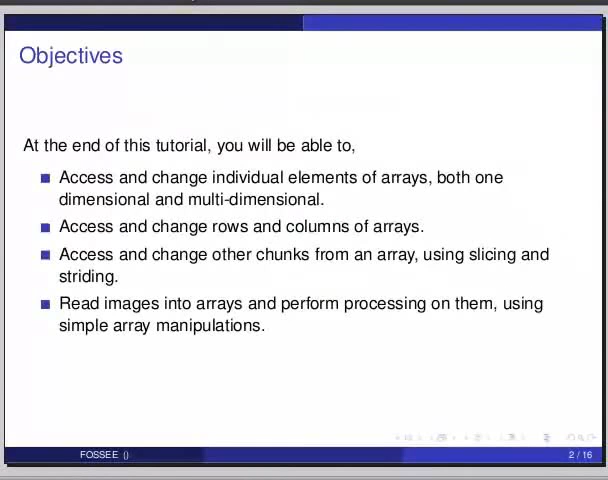 Objectives
At the end of this tutorial, you will be able to,
Access and change individual elements of arrays, both one
dimensional and multi-dimensional.
Access and change rows and columns of arrays.
Access and change other chunks from an array, using slicing and
striding.
Read images into arrays and perform processing on them, using
simple array manipulations.
FOSSEE ()
2 / 16